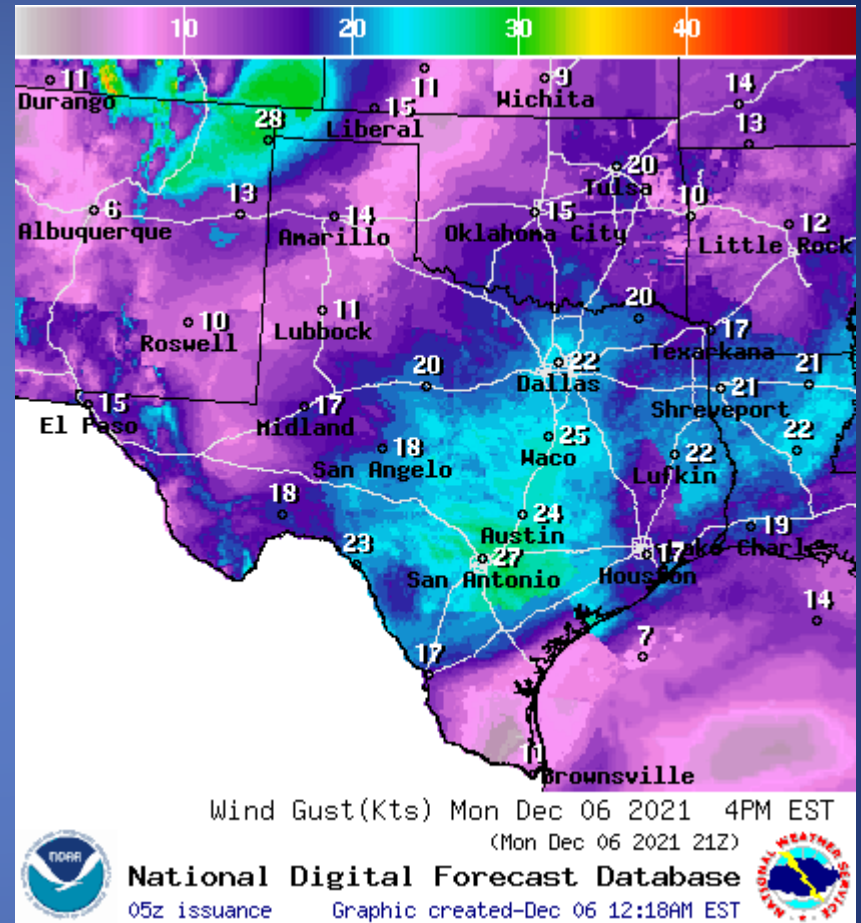 10 20 30 40
11 11 9 14
Durango Wichita
15
Liberal
28 13
20
Tulsa
6 13 14 15 10 12
Albuquerque Amarillo Oklahoma City Little Rock
10 11 20
Roswell Lubbock
17
Texarkana
22
Dallas
20 21 21
Shreveport
15 17
El Paso Midland
25
Waco
18 22 22
San Angelo Lufkin
18 24 19
Austin
23 27 17
San Antonio Houston Lake Charles
14
7
17
11
Brownsville
Wind Gust(Kts) Mon Dec 06 2021 4PM EST
(Mon Dec 06 2021 21Z)
National Digital Forecast Database
05z issuance Graphic created-Dec 06 12:18AM EST
NOAA
NATIONAL WEATHER SERVICE